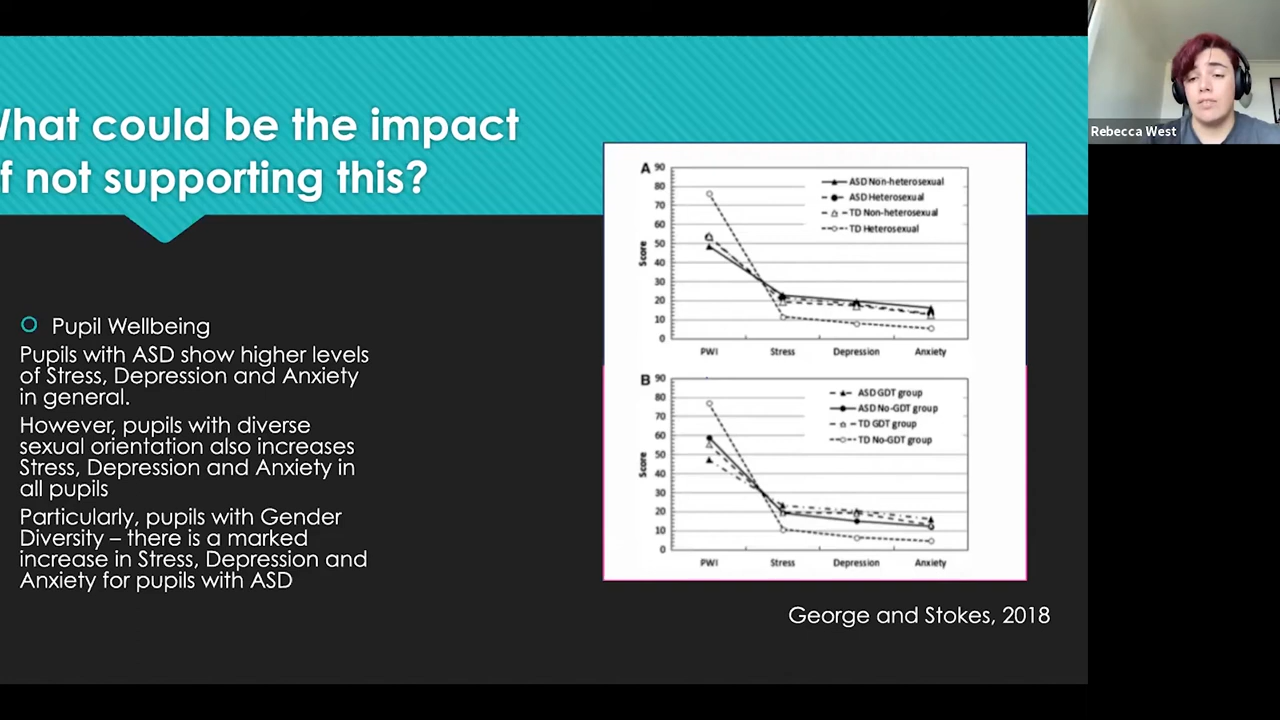 Vhat could be the impact
f not supporting this?
Rebecca West
Pupil Wellbeing
Pupils with ASD show higher levels
of Stress, Depression and Anxiety
in general.
However, pupils with diverse
sexual orientation also increases
Stress, Depression and Anxiety in
all pupils
Particularly, pupils with Gender
Diversity – there is a marked
increase in Stress, Depression and
Anxiety for pupils with ASD
A
90
80
70
60
50
40
30
20
10
0
Score
ASD Non-heterosexual
ASD Heterosexual
TD Non-heterosexual
TD Heterosexual
PWI Stress Depression Anxiety
B
90
80
70
60
50
40
30
20
10
0
Score
ASD GDT group
ASD No-GDT group
TD GDT group
TD No-GDT group
PWI Stress Depression Anxiety
George and Stokes, 2018